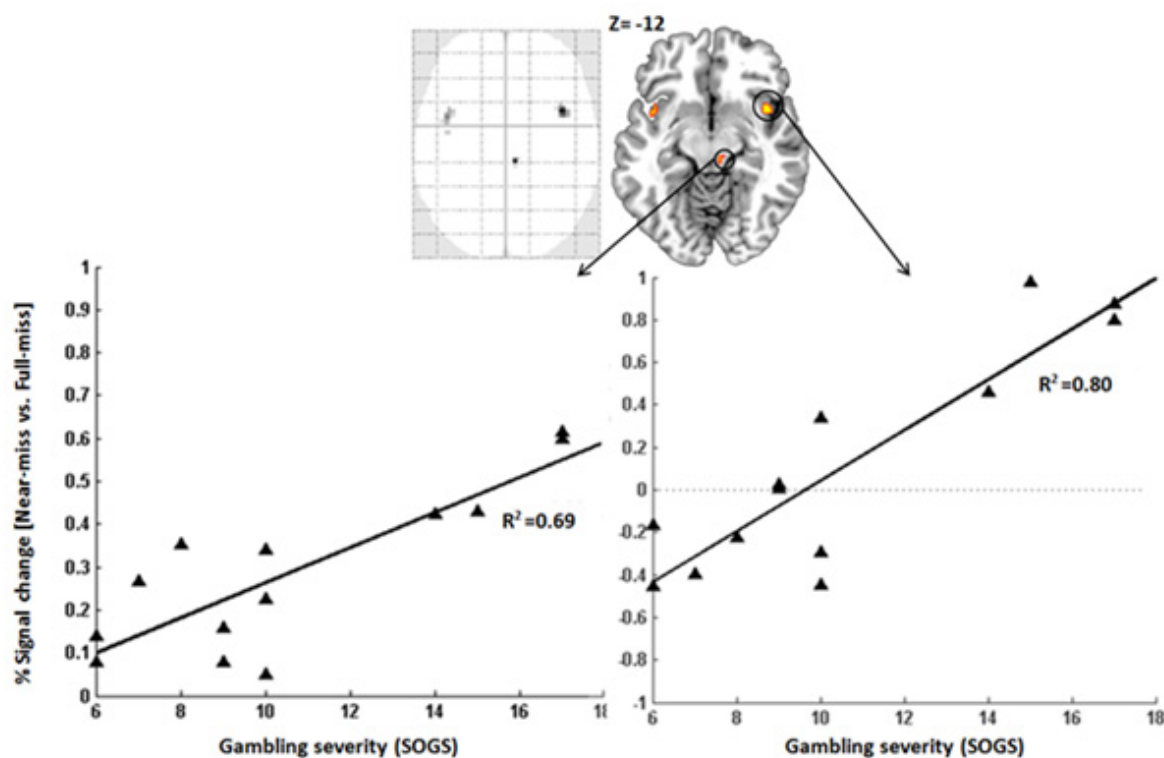 Z= -12
% Signal change [Near-miss vs. Full-miss]
1
0.9
0.8
0.7
0.6
0.5
0.4
0.3
0.2
0.1
0
R²=0.69
6 8 10 12 14 16 18
Gambling severity (SOGS)
1
0.8
0.6
0.4
0.2
0
-0.2
-0.4
-0.6
-0.8
-1
R²=0.80
6 8 10 12 14 16 18
Gambling severity (SOGS)